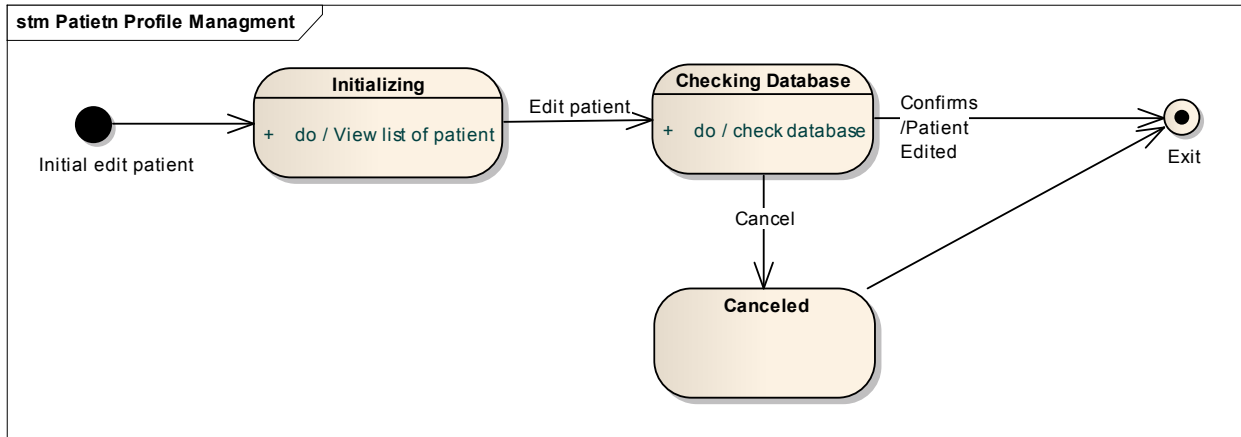 stm Patietn Profile Managment
Initializing
+ do / View list of patient
Initial edit patient
Edit patient
Checking Database
+ do / check database
Confirms
/Patient
Edited
Exit
Cancel
Canceled